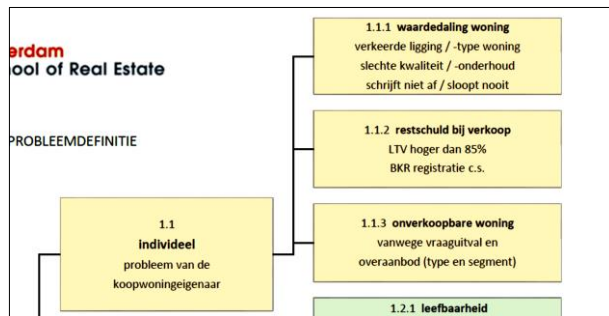 erdam
ool of Real Estate
PROBLEEMDEFINITIE
1.1
individeel
probleem van de
koopwoningeigenaar
1.1.1 waardedaling woning
verkeerde ligging / -type woning
slechte kwaliteit / -onderhoud
schrijft niet af / sloopt nooit
1.1.2 restschuld bij verkoop
LTV hoger dan 85%
BKR registratie c.s.
1.1.3 onverkoopbare woning
vanwege vraaguitval en
overaanbod (type en segment)
1.2.1 leefbaarheid